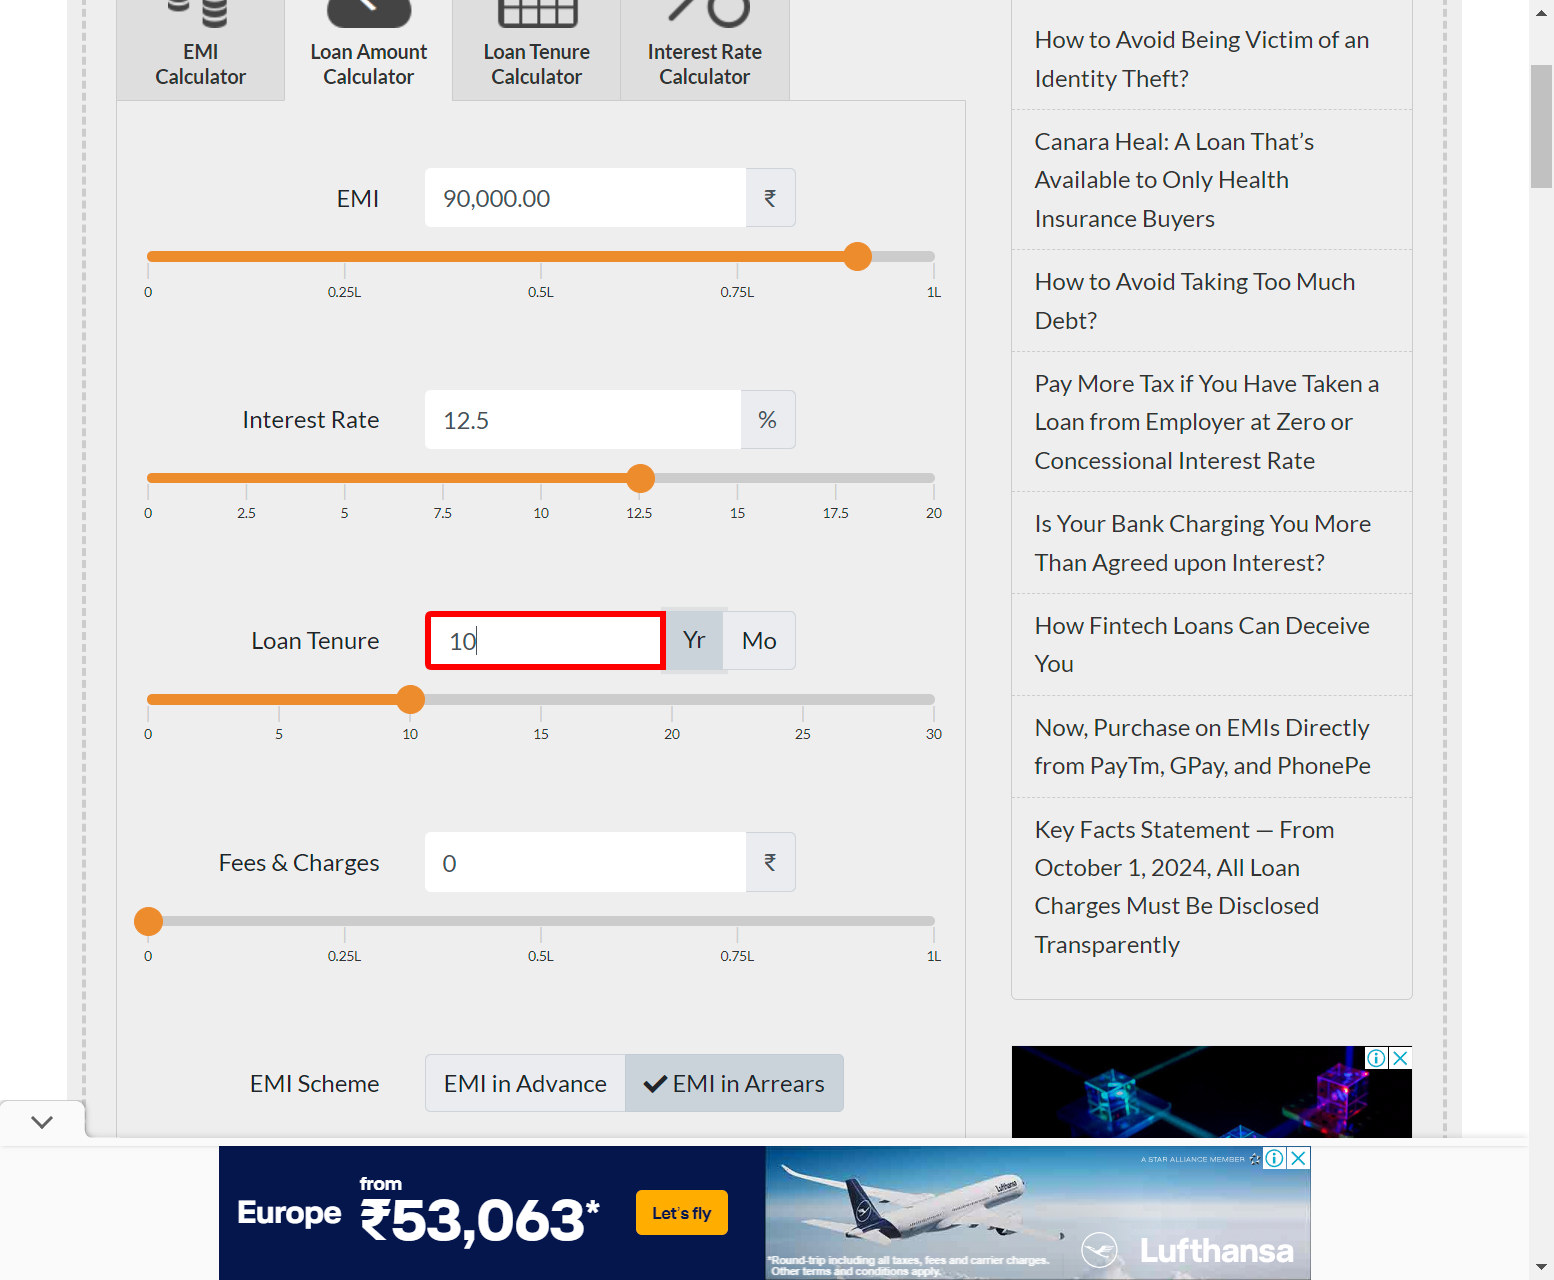 EMI
Calculator
Loan Amount
Calculator
Loan Tenure
Calculator
Interest Rate
Calculator
EMI
90,000.00
₹
0
0.25L
0.5L
0.75L
1L
Interest Rate
12.5
%
0
2.5
5
7.5
10
12.5
15
17.5
20
Loan Tenure
10
Yr
Mo
0
5
10
15
20
25
30
Fees & Charges
0
₹
0
0.25L
0.5L
0.75L
1L
EMI Scheme
EMI in Advance
EMI in Arrears
How to Avoid Being Victim of an
Identity Theft?
Canara Heal: A Loan That’s
Available to Only Health
Insurance Buyers
How to Avoid Taking Too Much
Debt?
Pay More Tax if You Have Taken a
Loan from Employer at Zero or
Concessional Interest Rate
Is Your Bank Charging You More
Than Agreed upon Interest?
How Fintech Loans Can Deceive
You
Now, Purchase on EMIs Directly
from PayTm, GPay, and PhonePe
Key Facts Statement — From
October 1, 2024, All Loan
Charges Must Be Disclosed
Transparently
Europe
from
₹53,063*
Let's fly
A STAR ALLIANCE MEMBER
Lufthansa
*Round-trip including all taxes, fees and carrier charges.
Other terms and conditions apply.
Lufthansa